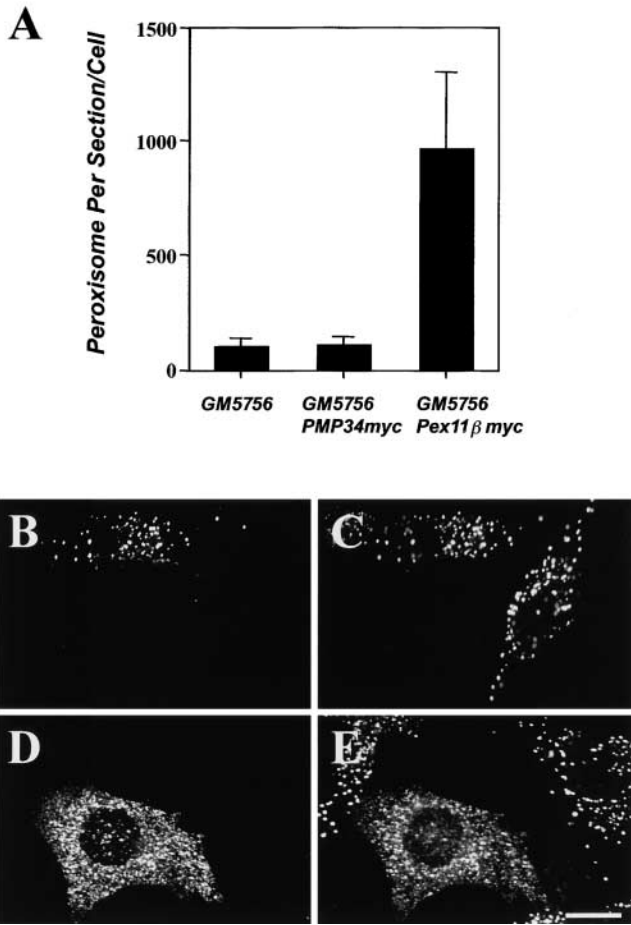 A
Peroxisome Per Section/Cell
1500
1000
500
0
GM5756
GM5756
PMP34myc
GM5756
Pex11β myc
B
C
D
E